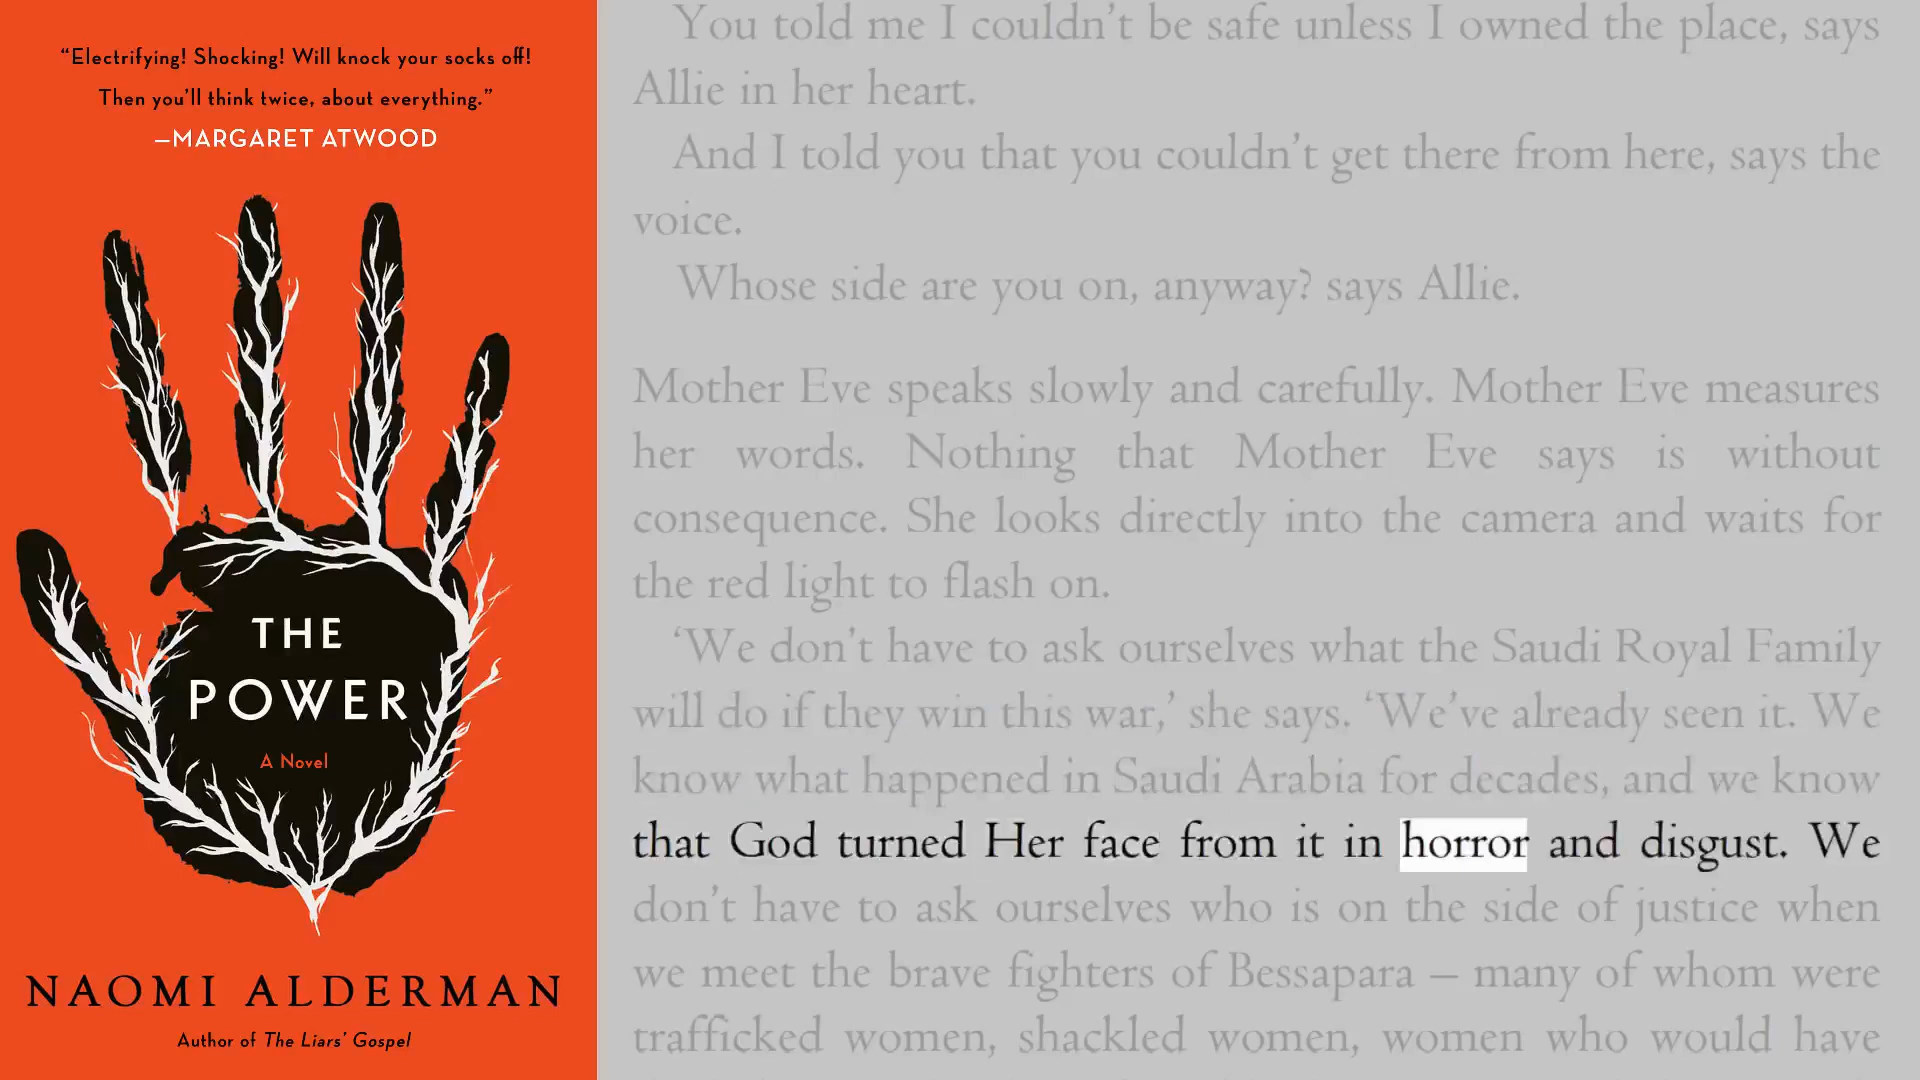 “Electrifying! Shocking! Will knock your socks off!
Then you’ll think twice, about everything.”
—MARGARET ATWOOD
THE
POWER
A Novel
NAOMI ALDERMAN
Author of The Liars’ Gospel
You told me I couldn’t be safe unless I owned the place, says
Allie in her heart.
And I told you that you couldn’t get there from here, says the
voice.
Whose side are you on, anyway? says Allie.
Mother Eve speaks slowly and carefully. Mother Eve measures
her words. Nothing that Mother Eve says is without
consequence. She looks directly into the camera and waits for
the red light to flash on.
‘We don’t have to ask ourselves what the Saudi Royal Family
will do if they win this war,’ she says. ‘We’ve already seen it. We
know what happened in Saudi Arabia for decades, and we know
that God turned Her face from it in horror and disgust. We
don’t have to ask ourselves who is on the side of justice when
we meet the brave fighters of Bessapara – many of whom were
trafficked women, shackled women, women who would have